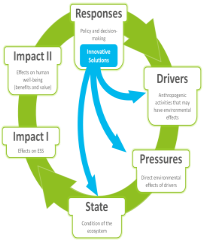 Responses
Policy and decision-
making
Innovative
Solutions
Impact II
Effects on human
well-being
(benefits and value)
Drivers
Anthropogenic
activities that may
have environmental
effects
Impact I
Effects on ESS
Pressures
Direct environmental
effects of drivers
State
Condition of the
ecosystem